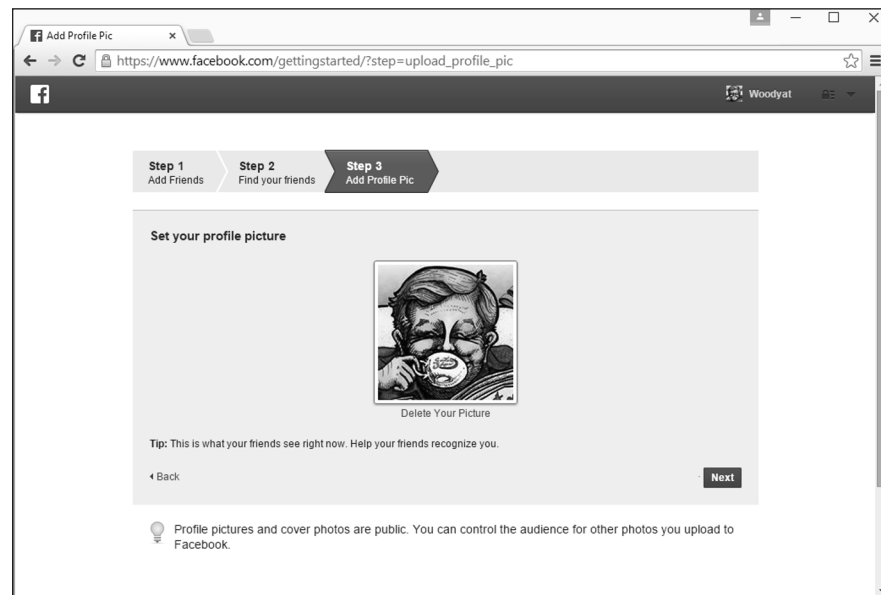 Add Profile Pic
https://www.facebook.com/gettingstarted/?step=upload_profile_pic
Woodyat
Step 1
Add Friends
Step 2
Find your friends
Step 3
Add Profile Pic
Set your profile picture
Delete Your Picture
Tip: This is what your friends see right now. Help your friends recognize you.
Back
Next
Profile pictures and cover photos are public. You can control the audience for other photos you upload to
Facebook.